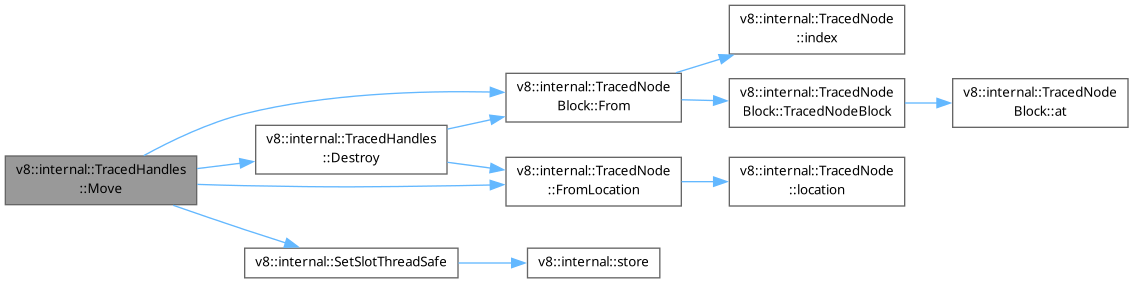 v8::internal::TracedHandles
::Move
v8::internal::TracedHandles
::Destroy
v8::internal::SetSlotThreadSafe
v8::internal::TracedNode
Block::From
v8::internal::TracedNode
::FromLocation
v8::internal::store
v8::internal::TracedNode
::index
v8::internal::TracedNode
Block::TracedNodeBlock
v8::internal::TracedNode
::location
v8::internal::TracedNode
Block::at